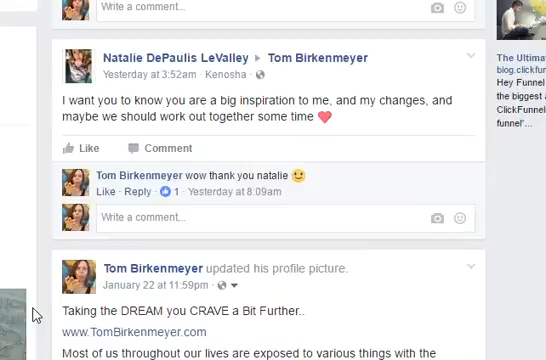 Write a comment...
Natalie DePaulis LeValley ▸ Tom Birkenmeyer
Yesterday at 3:52am · Kenosha ·
I want you to know you are a big inspiration to me, and my changes, and
maybe we should work out together some time ❤️
Like Comment
Tom Birkenmeyer wow thank you natalie 🙂
Like · Reply · 1 · Yesterday at 8:09am
Write a comment...
Tom Birkenmeyer updated his profile picture.
January 22 at 11:59pm ·
Taking the DREAM you CRAVE a Bit Further..
www.TomBirkenmeyer.com
Most of us throughout our lives are exposed to various things with the
The Ultima
blog.clickfun
Hey Funnel
the biggest a
ClickFunnel
funnel'...